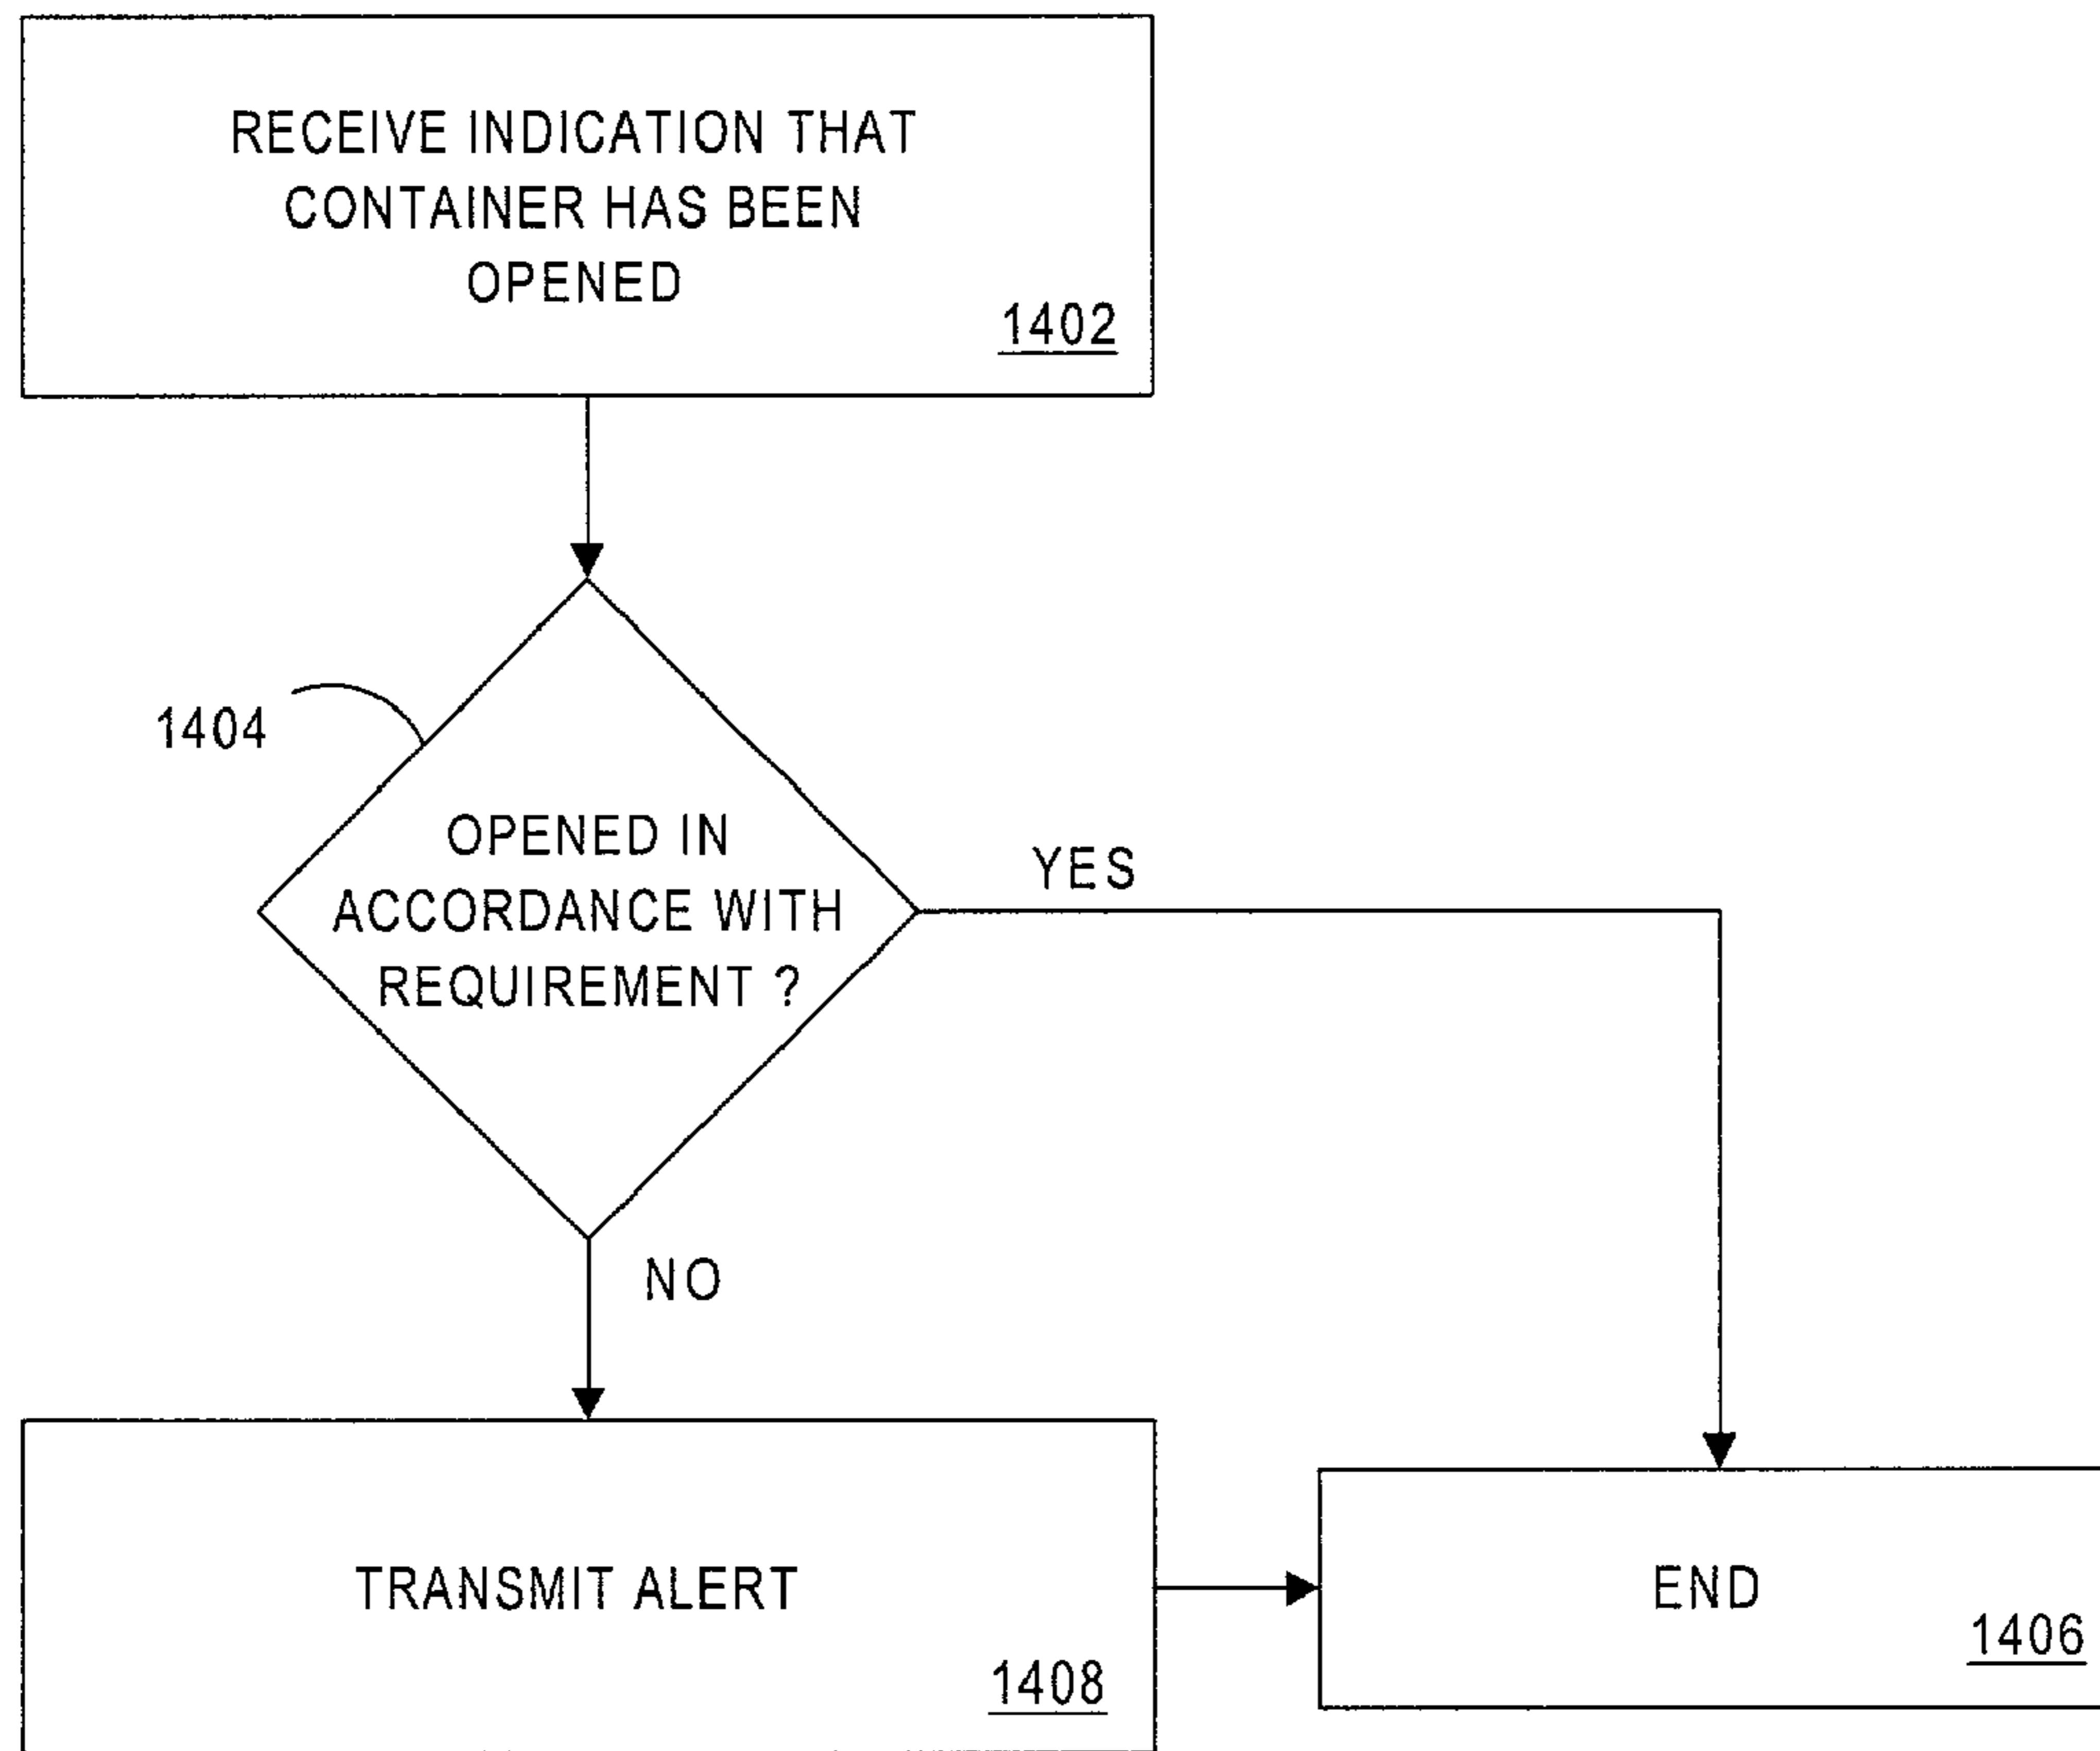 RECEIVE INDICATION THAT
CONTAINER HAS BEEN
OPENED
1402
1404
OPENED IN
ACCORDANCE WITH
REQUIREMENT ?
YES
NO
TRANSMIT ALERT
1408
END
1406